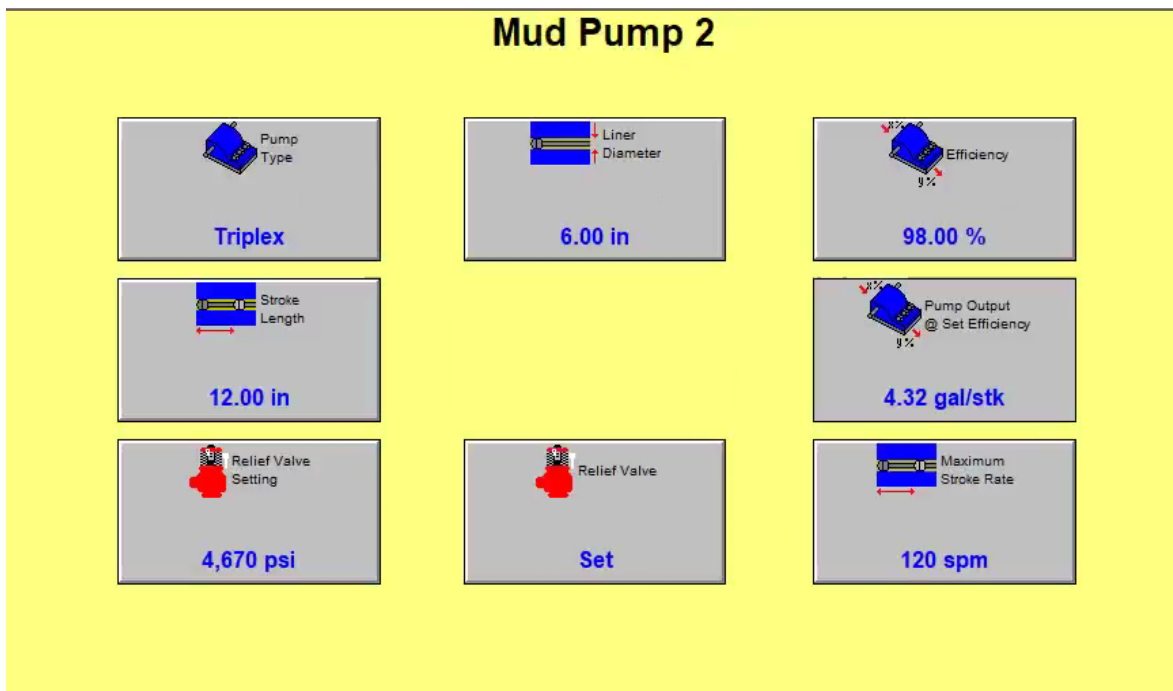 Mud Pump 2
Pump
Type
Triplex
Liner
Diameter
6.00 in
x%
Efficiency
y%
98.00 %
Stroke
Length
12.00 in
x%
Pump Output
@ Set Efficiency
y%
4.32 gal/stk
Relief Valve
Setting
4,670 psi
Relief Valve
Set
Maximum
Stroke Rate
120 spm